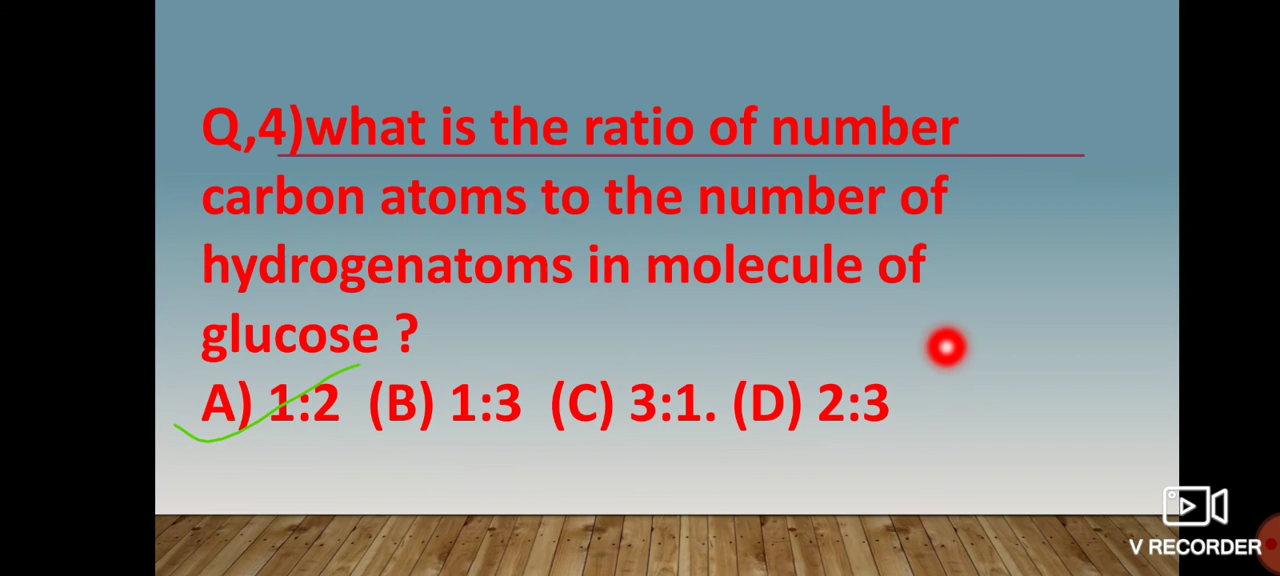 Q,4)what is the ratio of number
carbon atoms to the number of
hydrogenatoms in molecule of
glucose ?
A) 1:2 (B) 1:3 (C) 3:1. (D) 2:3
V RECORDER